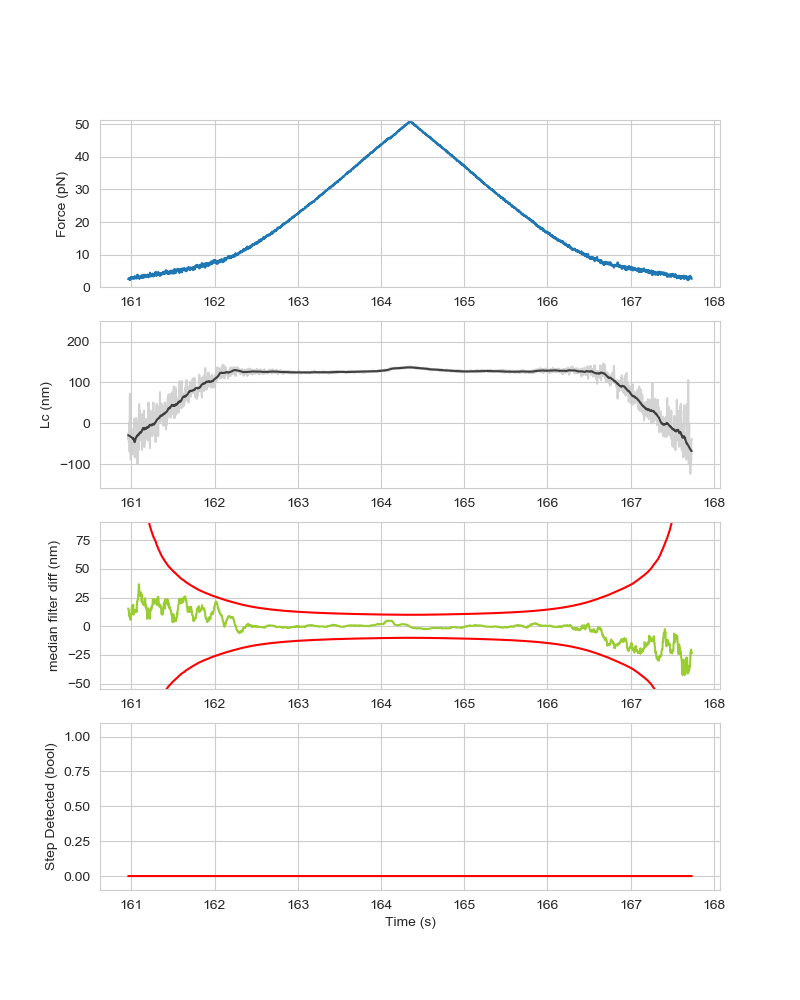 50
40
30
20
10
0
Force (pN)
161 162 163 164 165 166 167 168
200
100
0
−100
Lc (nm)
161 162 163 164 165 166 167 168
75
50
25
0
−25
−50
median filter diff (nm)
161 162 163 164 165 166 167 168
1.00
0.75
0.50
0.25
0.00
Step Detected (bool)
161 162 163 164 165 166 167 168
Time (s)